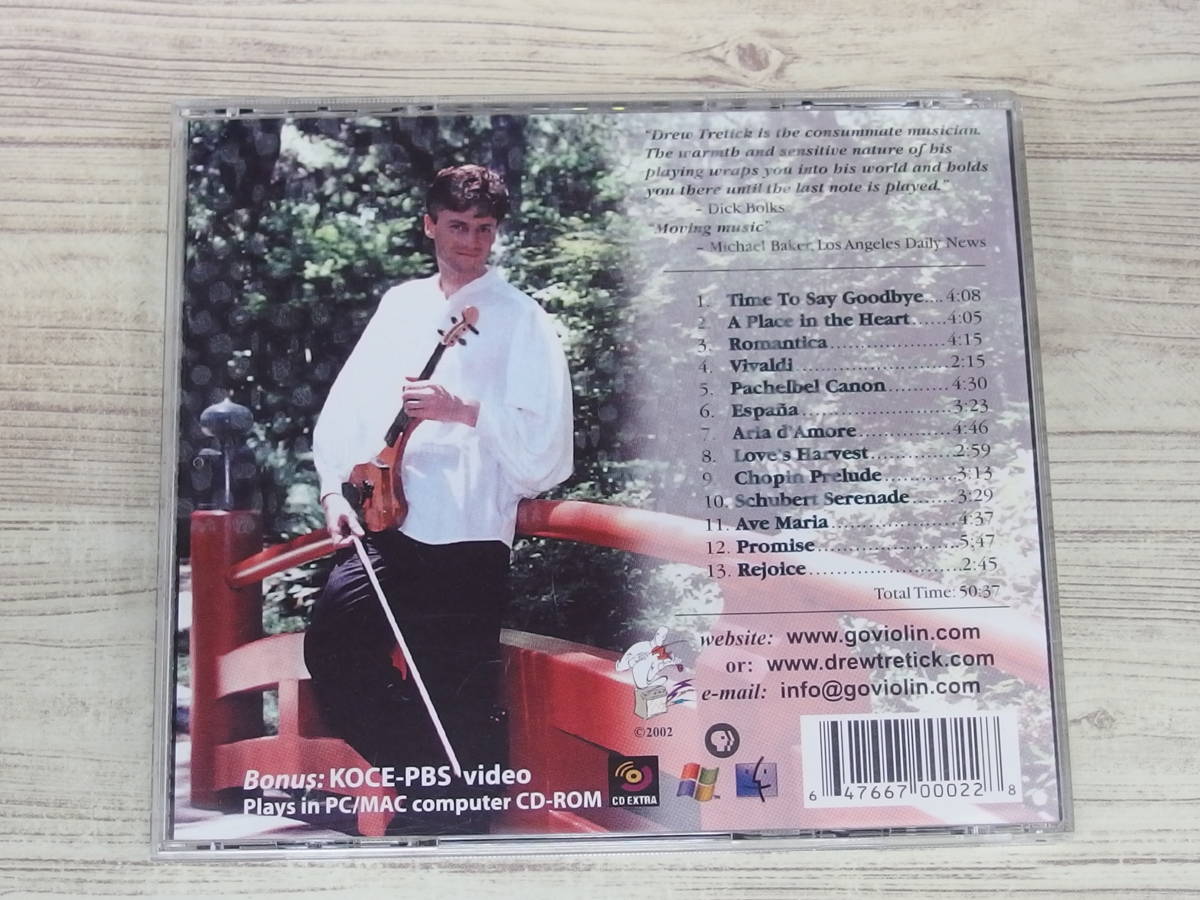 "Drew Tretick is the consummate musician.
The warmth and sensitive nature of his
playing wraps you into his world and holds
you there until the last note is played."
– Dick Bolks
"Moving music"
– Michael Baker, Los Angeles Daily News
1. Time To Say Goodbye....4:08
2. A Place in the Heart......4:05
3. Romantica....................4:15
4. Vivaldi..........................2:15
5. Pachelbel Canon..........4:30
6. España.........................3:23
7. Aria d'Amore...............4:46
8. Love's Harvest..............2:59
9. Chopin Prelude............3:13
10. Schubert Serenade.......3:29
11. Ave Maria.....................4:37
12. Promise.......................5:47
13. Rejoice........................2:45
Total Time: 50:37
website: www.goviolin.com
or: www.drewtretick.com
e-mail: info@goviolin.com
©2002
Bonus: KOCE-PBS video
Plays in PC/MAC computer CD-ROM
CD EXTRA
6 47667 00022 8